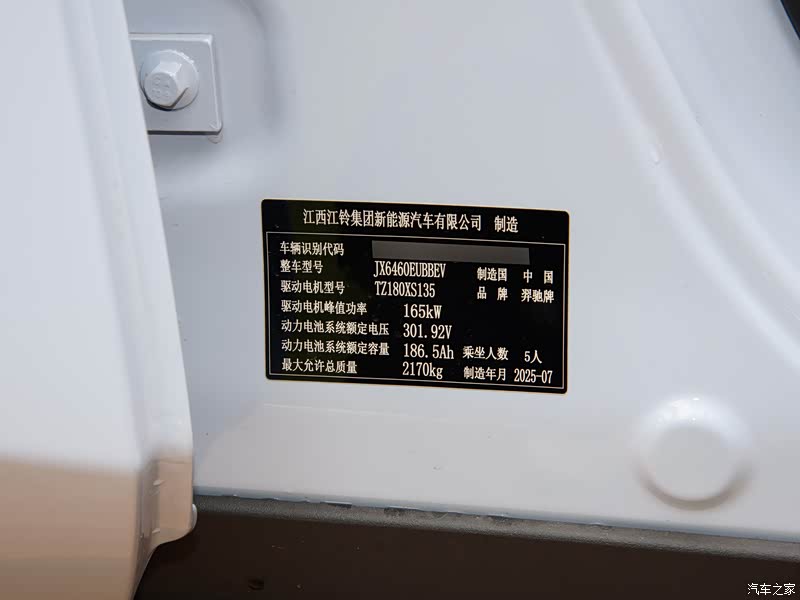 江西江铃集团新能源汽车有限公司 制造
车辆识别代码
整车型号 JX6460EUBBEV 制造国 中 国
驱动电机型号 TZ180XS135 品 牌 羿驰牌
驱动电机峰值功率 165kW
动力电池系统额定电压 301.92V
动力电池系统额定容量 186.5Ah 乘坐人数 5人
最大允许总质量 2170kg 制造年月 2025-07
汽车之家